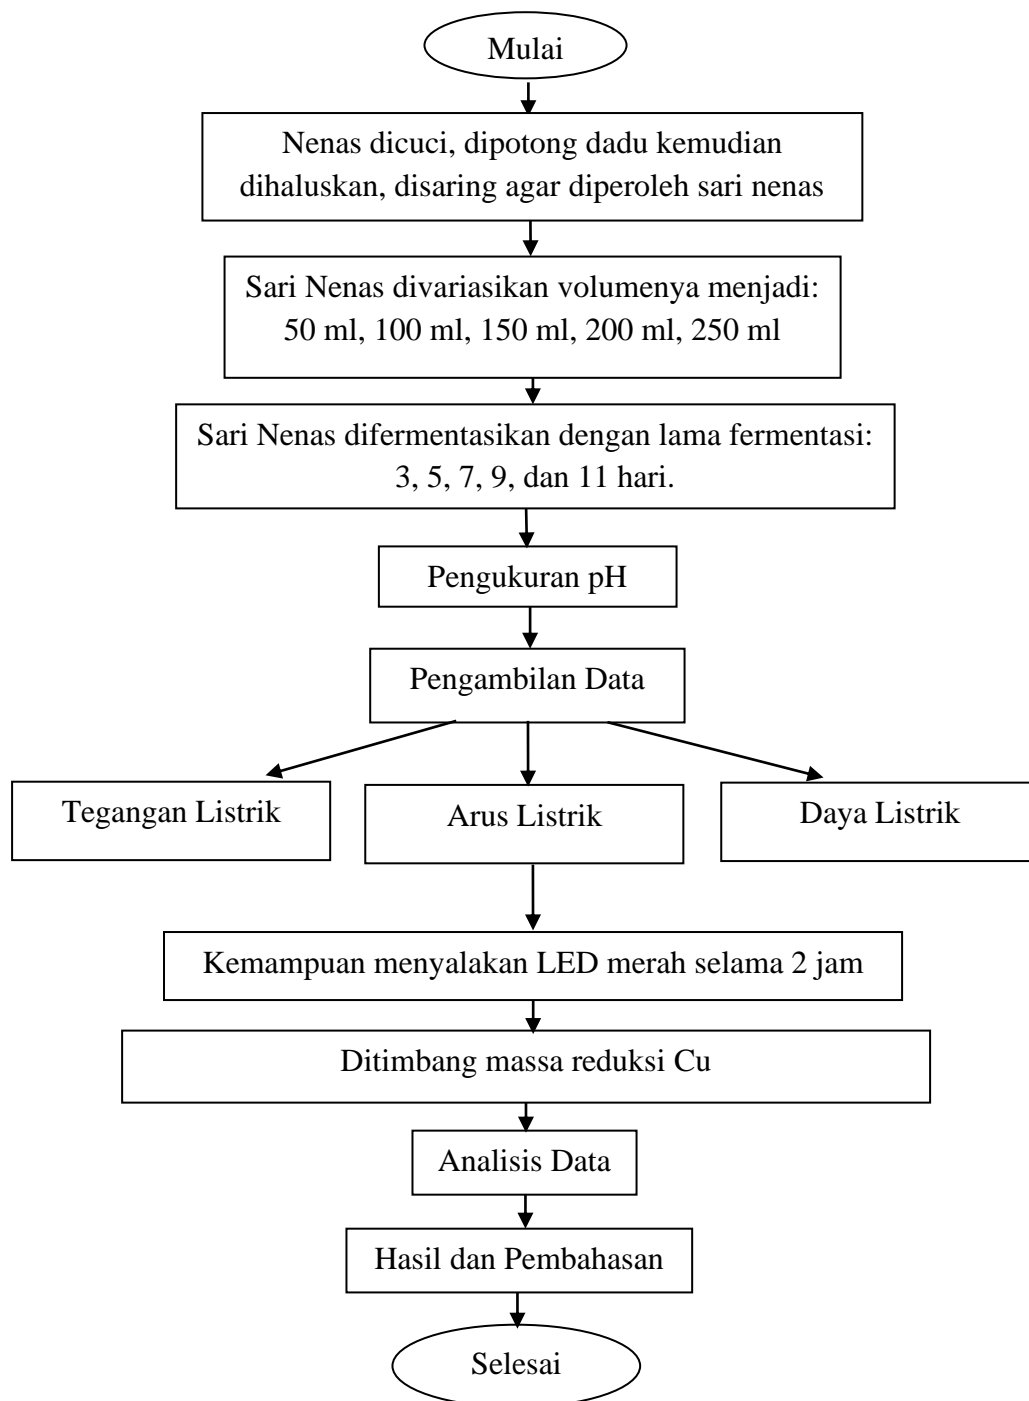 Mulai
Nenas dicuci, dipotong dadu kemudian
dihaluskan, disaring agar diperoleh sari nenas
Sari Nenas divariasikan volumenya menjadi:
50 ml, 100 ml, 150 ml, 200 ml, 250 ml
Sari Nenas difermentasikan dengan lama fermentasi:
3, 5, 7, 9, dan 11 hari.
Pengukuran pH
Pengambilan Data
Tegangan Listrik
Arus Listrik
Daya Listrik
Kemampuan menyalakan LED merah selama 2 jam
Ditimbang massa reduksi Cu
Analisis Data
Hasil dan Pembahasan
Selesai